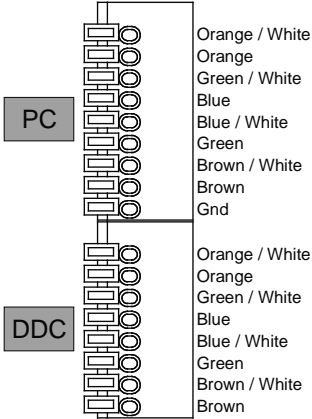 Orange / White
Orange
Green / White
Blue
PC
Blue / White
Green
Brown / White
Brown
Gnd
Orange / White
Orange
Green / White
Blue
DDC
Blue / White
Green
Brown / White
Brown